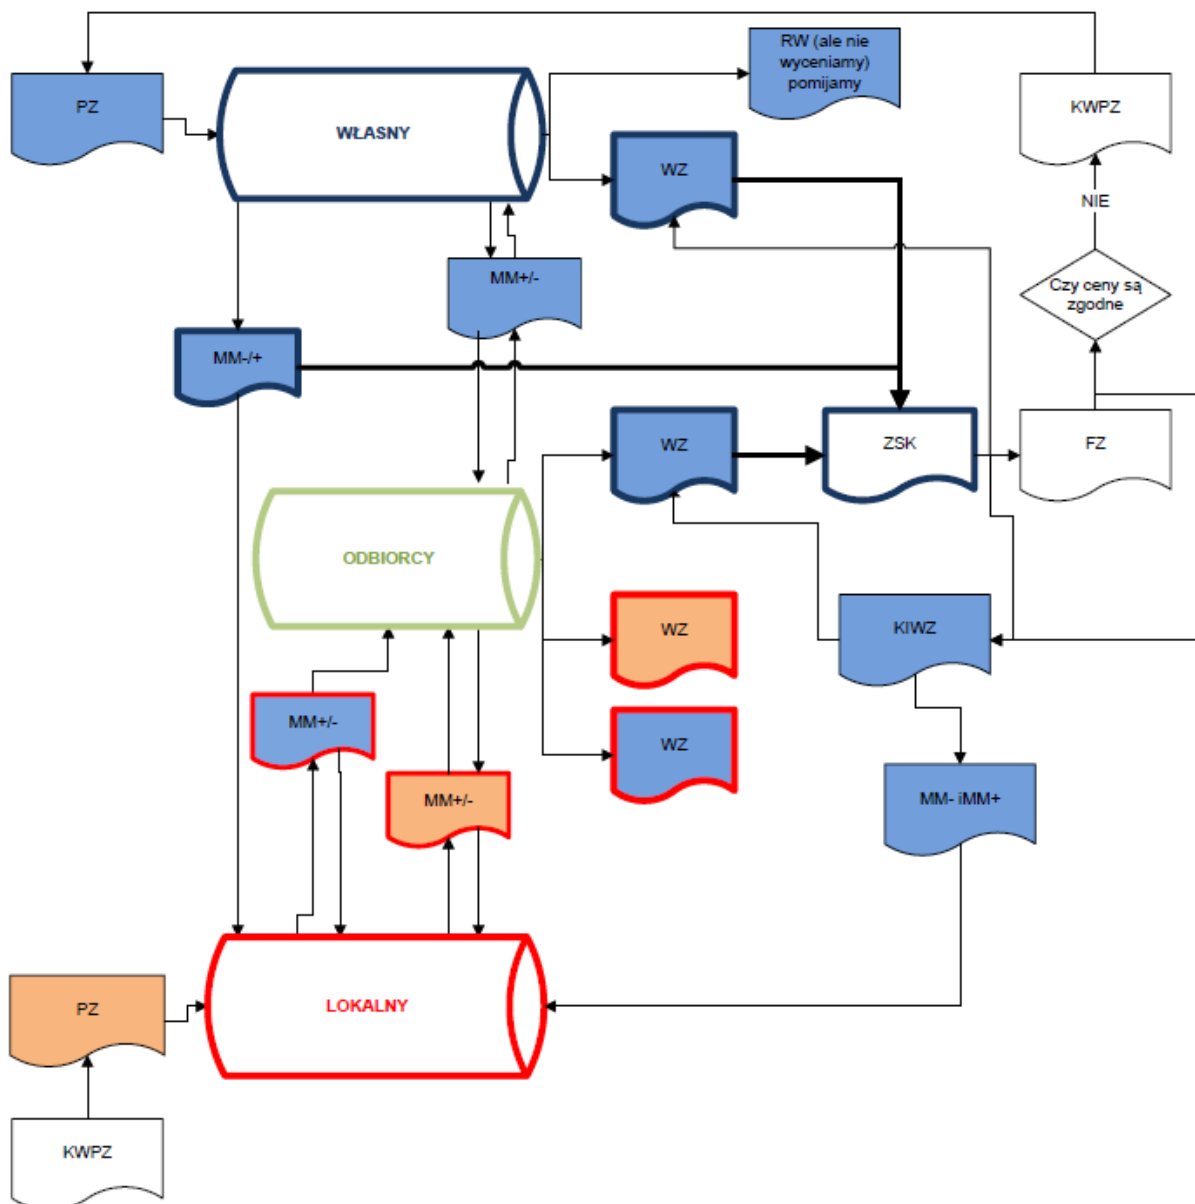 RW (ale nie
wyceniamy)
pomijamy
PZ
KWPZ
WŁASNY
WZ
NIE
MM+/-
Czy ceny są
zgodne
MM-/+
WZ
ZSK
FZ
ODBIORCY
WZ
KIWZ
MM+/-
WZ
MM+/-
MM- iMM+
PZ
LOKALNY
KWPZ